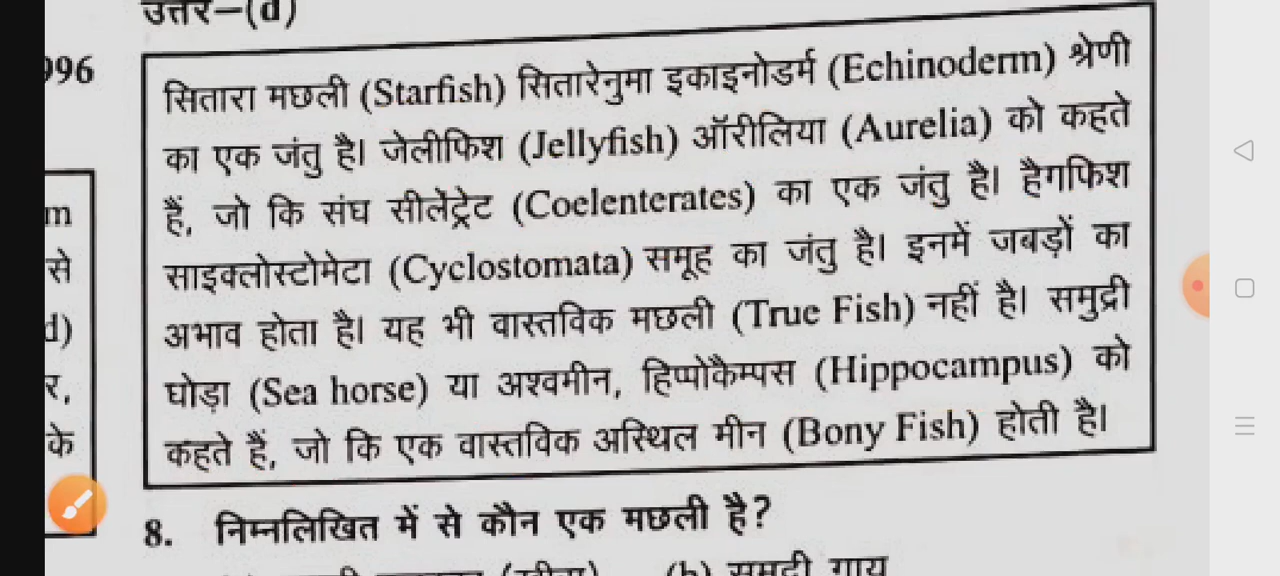 उत्तर–(d)
996
सितारा मछली (Starfish) सितारेनुमा इकाइनोडर्म (Echinoderm) श्रेणी
का एक जंतु है। जेलीफिश (Jellyfish) ऑरीलिया (Aurelia) को कहते
हैं, जो कि संघ सीलेंट्रेट (Coelenterates) का एक जंतु है। हैगफिश
साइक्लोस्टोमेटा (Cyclostomata) समूह का जंतु है। इनमें जबड़ों का
अभाव होता है। यह भी वास्तविक मछली (True Fish) नहीं है। समुद्री
घोड़ा (Sea horse) या अश्वमीन, हिप्पोकैम्पस (Hippocampus) को
कहते हैं, जो कि एक वास्तविक अस्थिल मीन (Bony Fish) होती है।
m
से
d)
र,
के
8. निम्नलिखित में से कौन एक मछली है?
(b) समुद्री गाय